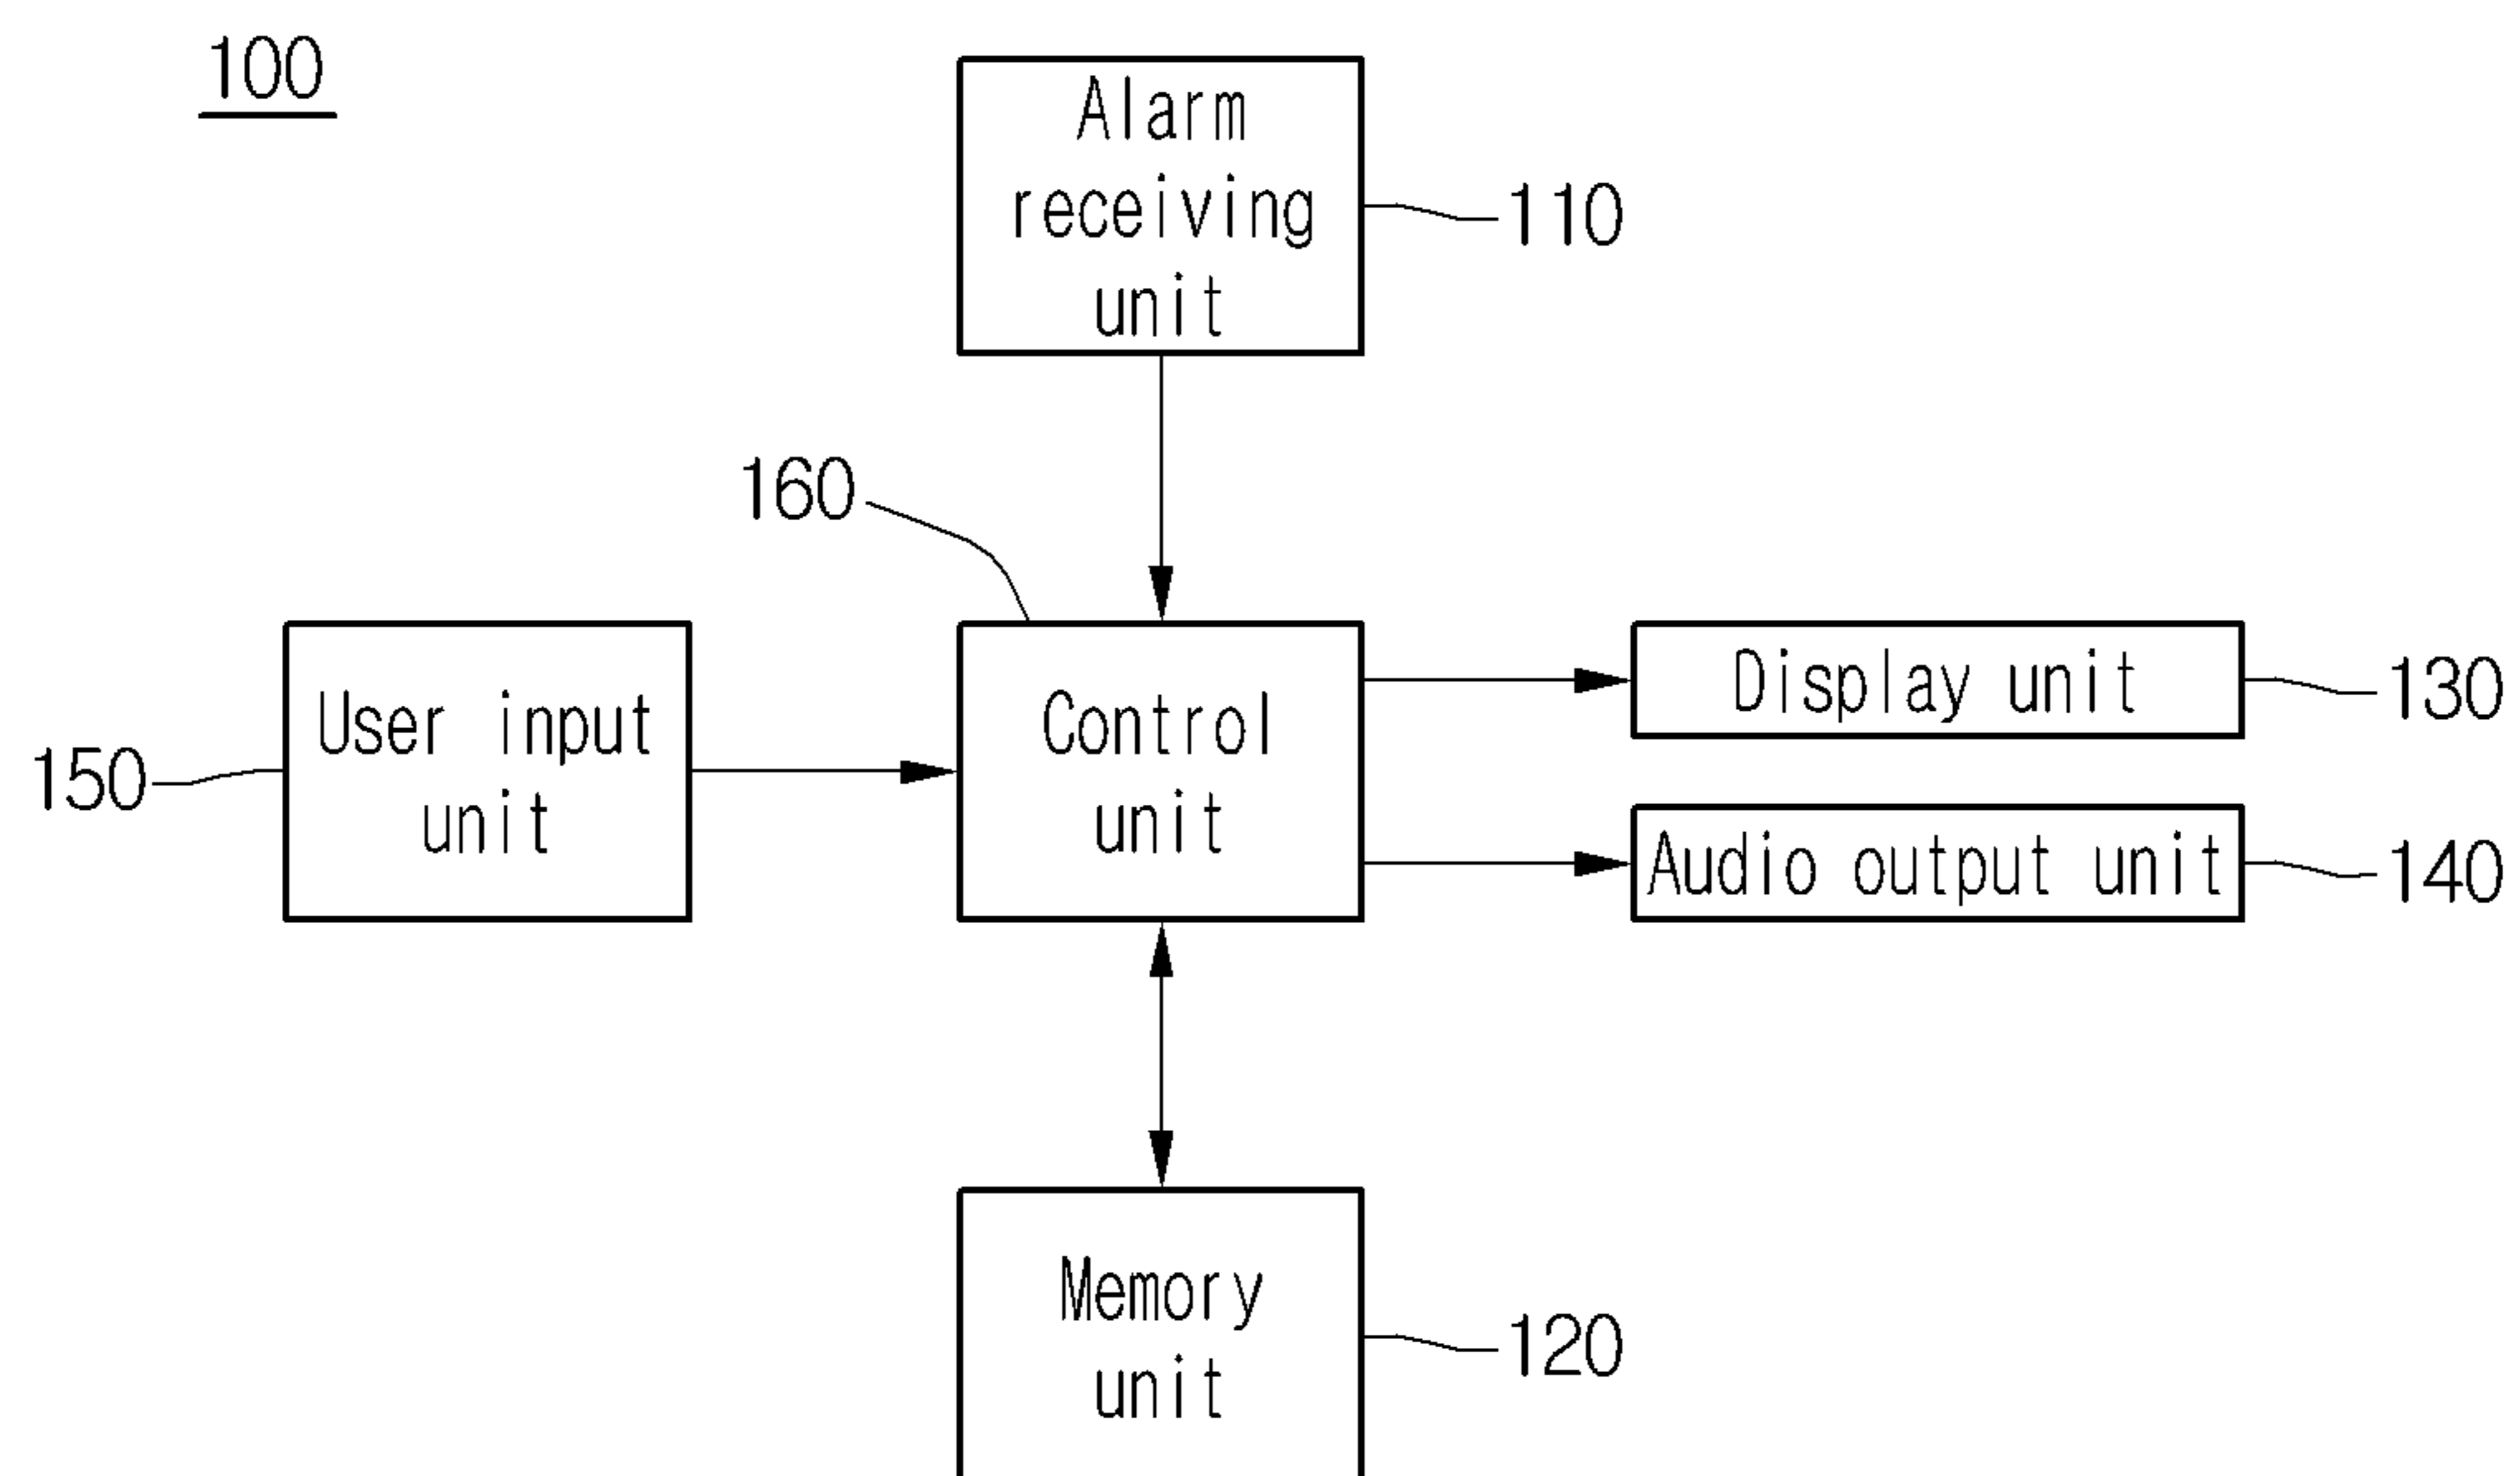 100
Alarm
receiving
unit
110
160
User input
unit
150
Control
unit
Display unit
130
Audio output unit
140
Memory
unit
120